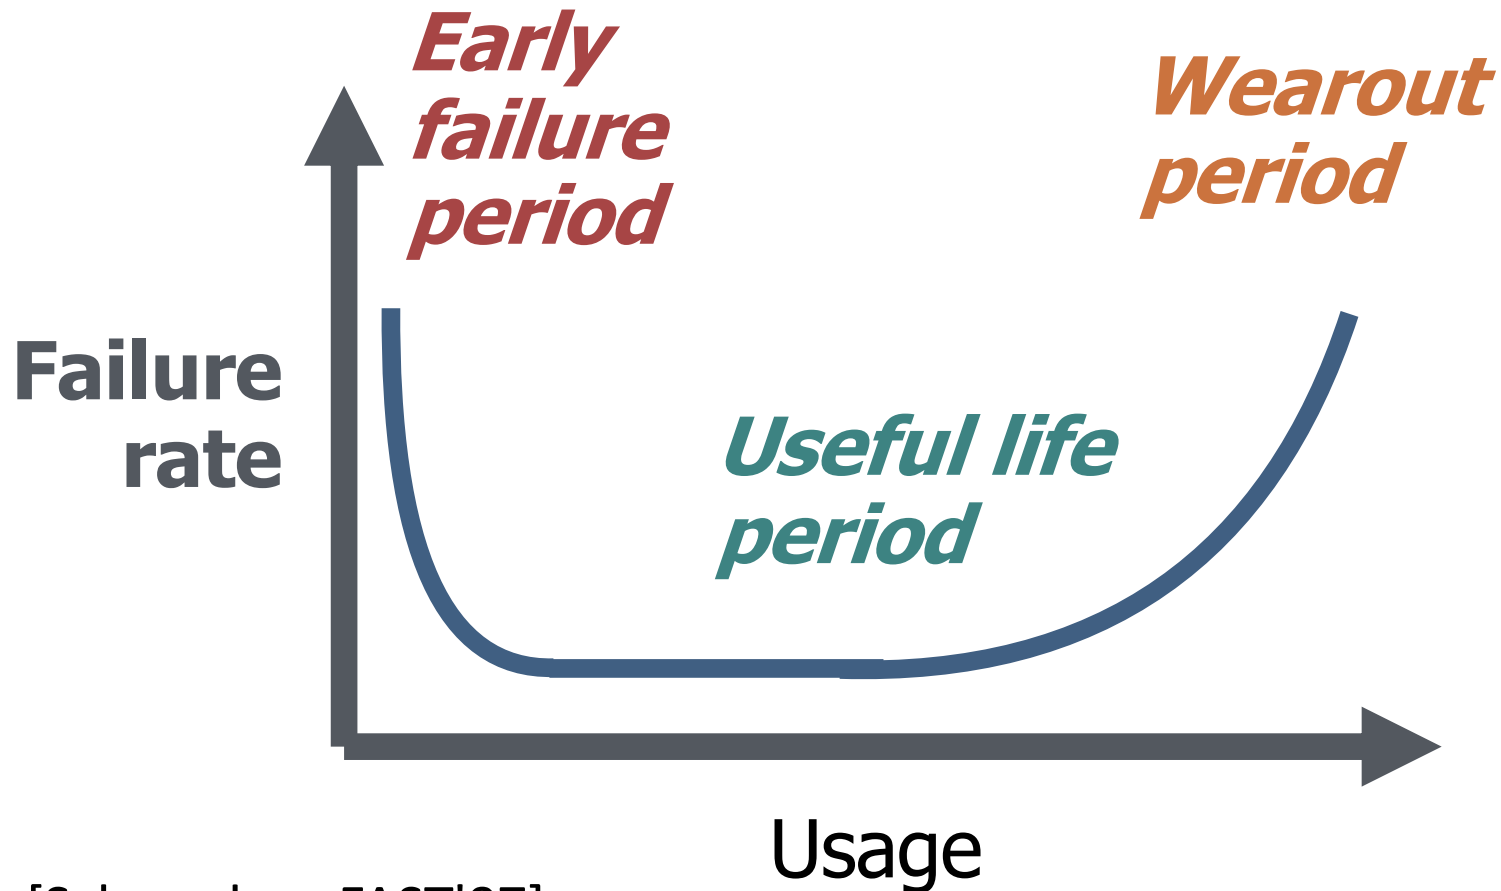 Early
failure
period
Wearout
period
Failure
rate
Useful life
period
Usage